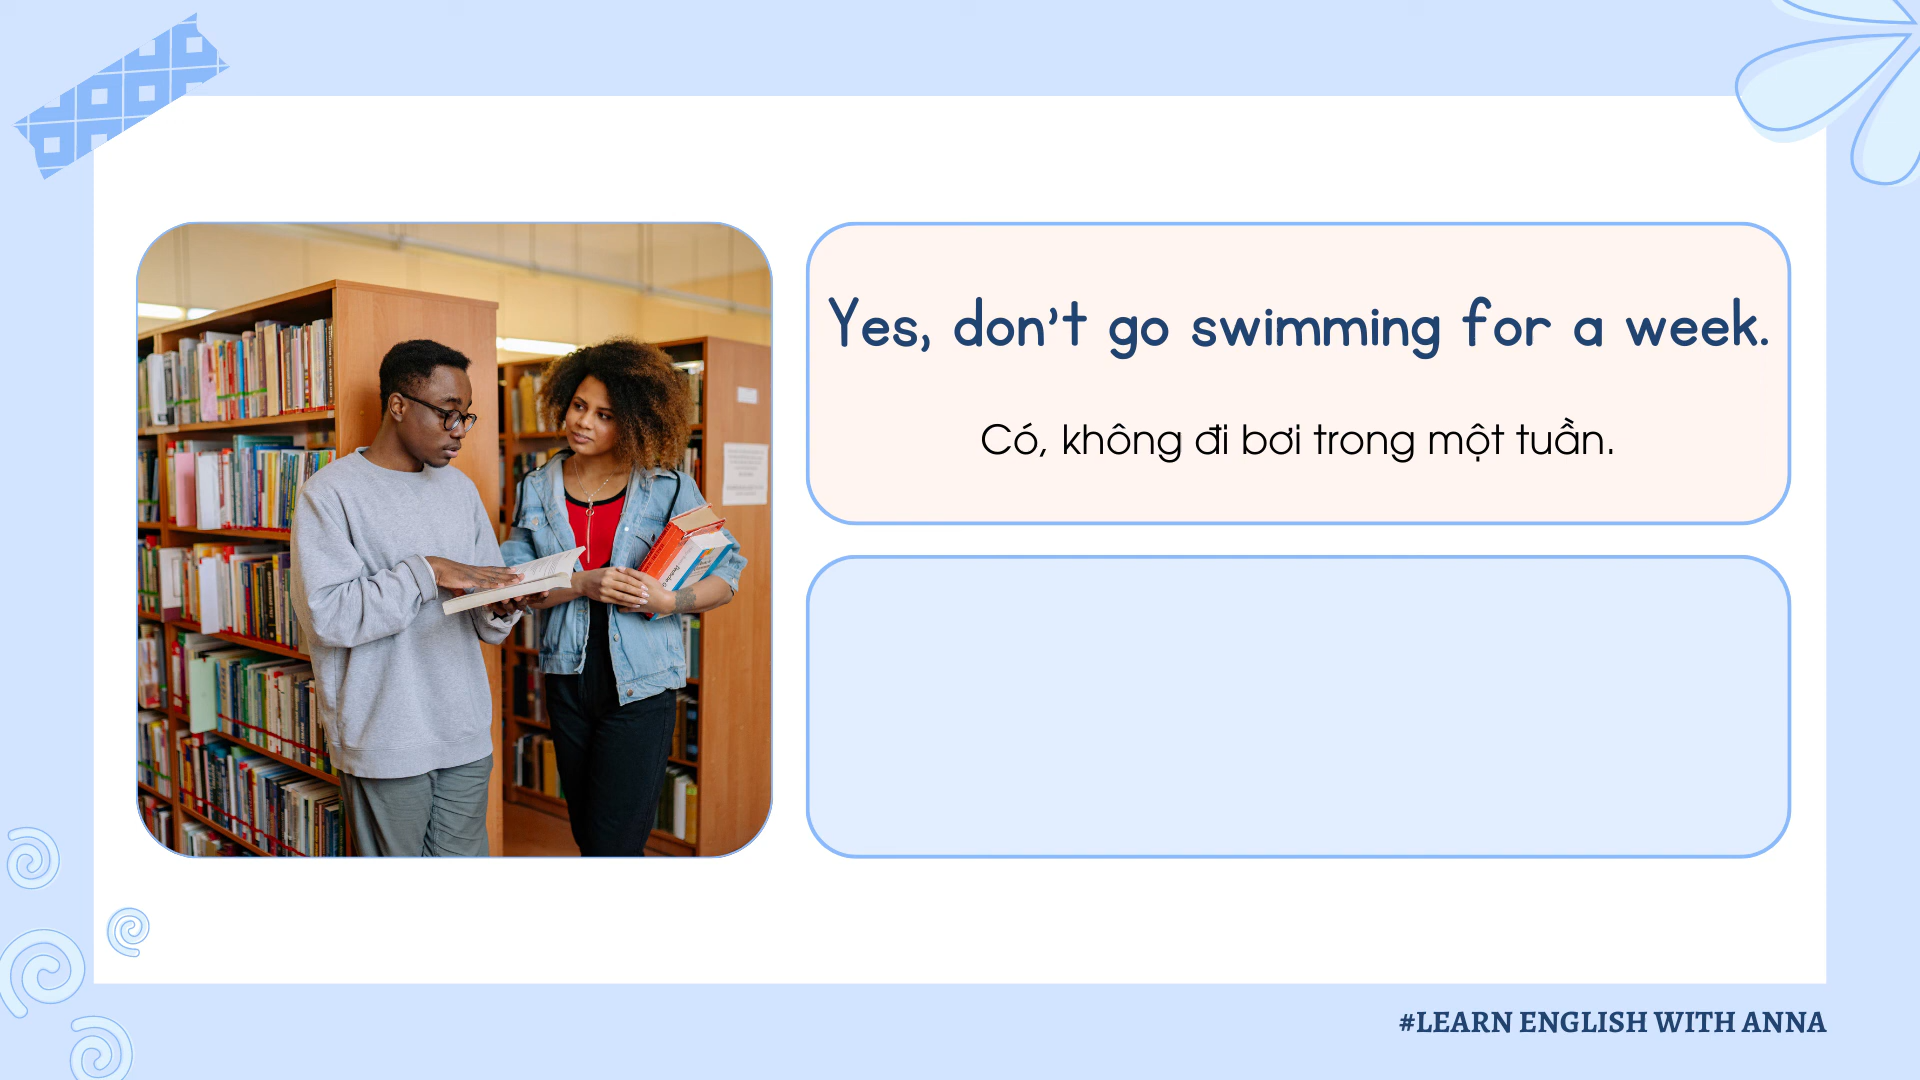 Yes, don't go swimming for a week.
Có, không đi bơi trong một tuần.
#LEARN ENGLISH WITH ANNA